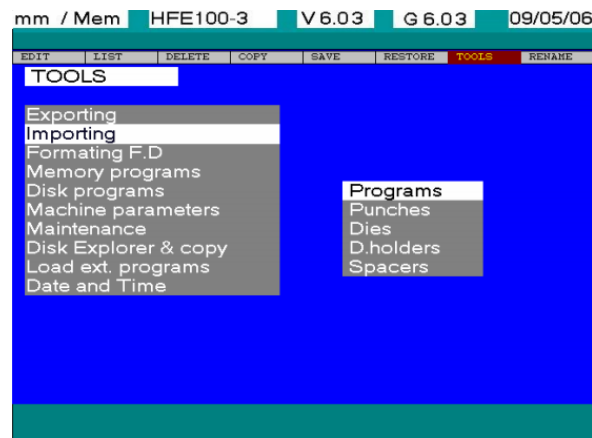 mm / Mem HFE100-3 V 6.03 G 6.03 09/05/06
EDIT LIST DELETE COPY SAVE RESTORE TOOLS RENAME
TOOLS
Exporting
Importing
Formating F.D
Memory programs
Disk programs
Machine parameters
Maintenance
Disk Explorer & copy
Load ext. programs
Date and Time
Programs
Punches
Dies
D.holders
Spacers